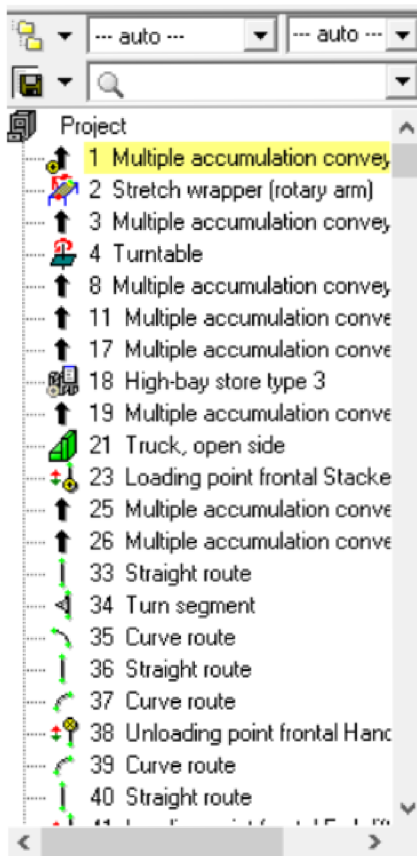 --- auto --- --- auto ---
Project
1 Multiple accumulation convey
2 Stretch wrapper (rotary arm)
3 Multiple accumulation convey
4 Turntable
8 Multiple accumulation convey
11 Multiple accumulation conve
17 Multiple accumulation conve
18 High-bay store type 3
19 Multiple accumulation conve
21 Truck, open side
23 Loading point frontal Stacke
25 Multiple accumulation conve
26 Multiple accumulation conve
33 Straight route
34 Turn segment
35 Curve route
36 Straight route
37 Curve route
38 Unloading point frontal Hand
39 Curve route
40 Straight route